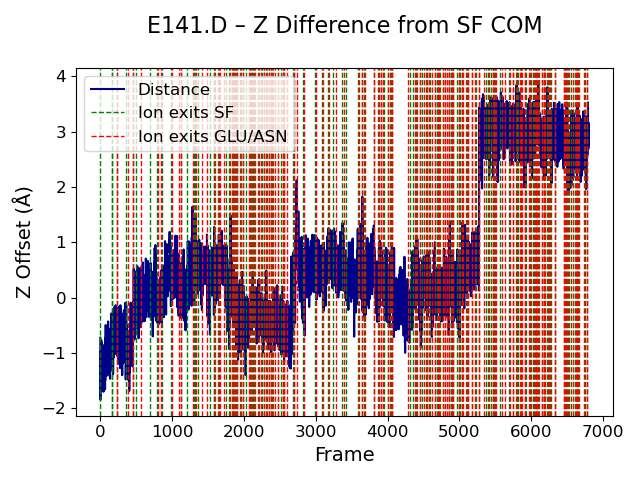 E141.D – Z Difference from SF COM
Distance
Ion exits SF
Ion exits GLU/ASN
Z Offset (Å)
4
3
2
1
0
−1
−2
0 1000 2000 3000 4000 5000 6000 7000
Frame